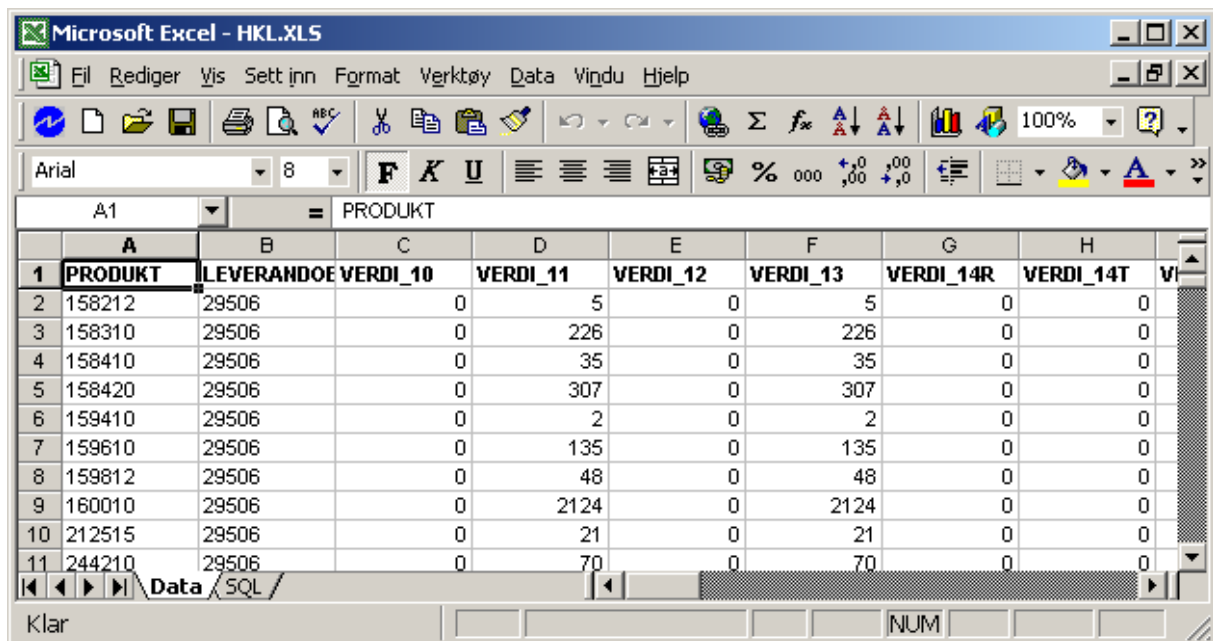 Microsoft Excel - HKL.XLS
Fil Rediger Vis Sett inn Format Verktøy Data Vindu Hjelp
ABC Σ fx A Z A 100% ?
Arial 8 F K U % 000 ,0 ,00 ,00 ,0 A
A1 = PRODUKT
A B C D E F G H
1 PRODUKT LEVERANDOE VERDI_10 VERDI_11 VERDI_12 VERDI_13 VERDI_14R VERDI_14T
2 158212 29506 0 5 0 5 0 0
3 158310 29506 0 226 0 226 0 0
4 158410 29506 0 35 0 35 0 0
5 158420 29506 0 307 0 307 0 0
6 159410 29506 0 2 0 2 0 0
7 159610 29506 0 135 0 135 0 0
8 159812 29506 0 48 0 48 0 0
9 160010 29506 0 2124 0 2124 0 0
10 212515 29506 0 21 0 21 0 0
11 244210 29506 0 70 0 70 0 0
Data SQL
Klar NUM